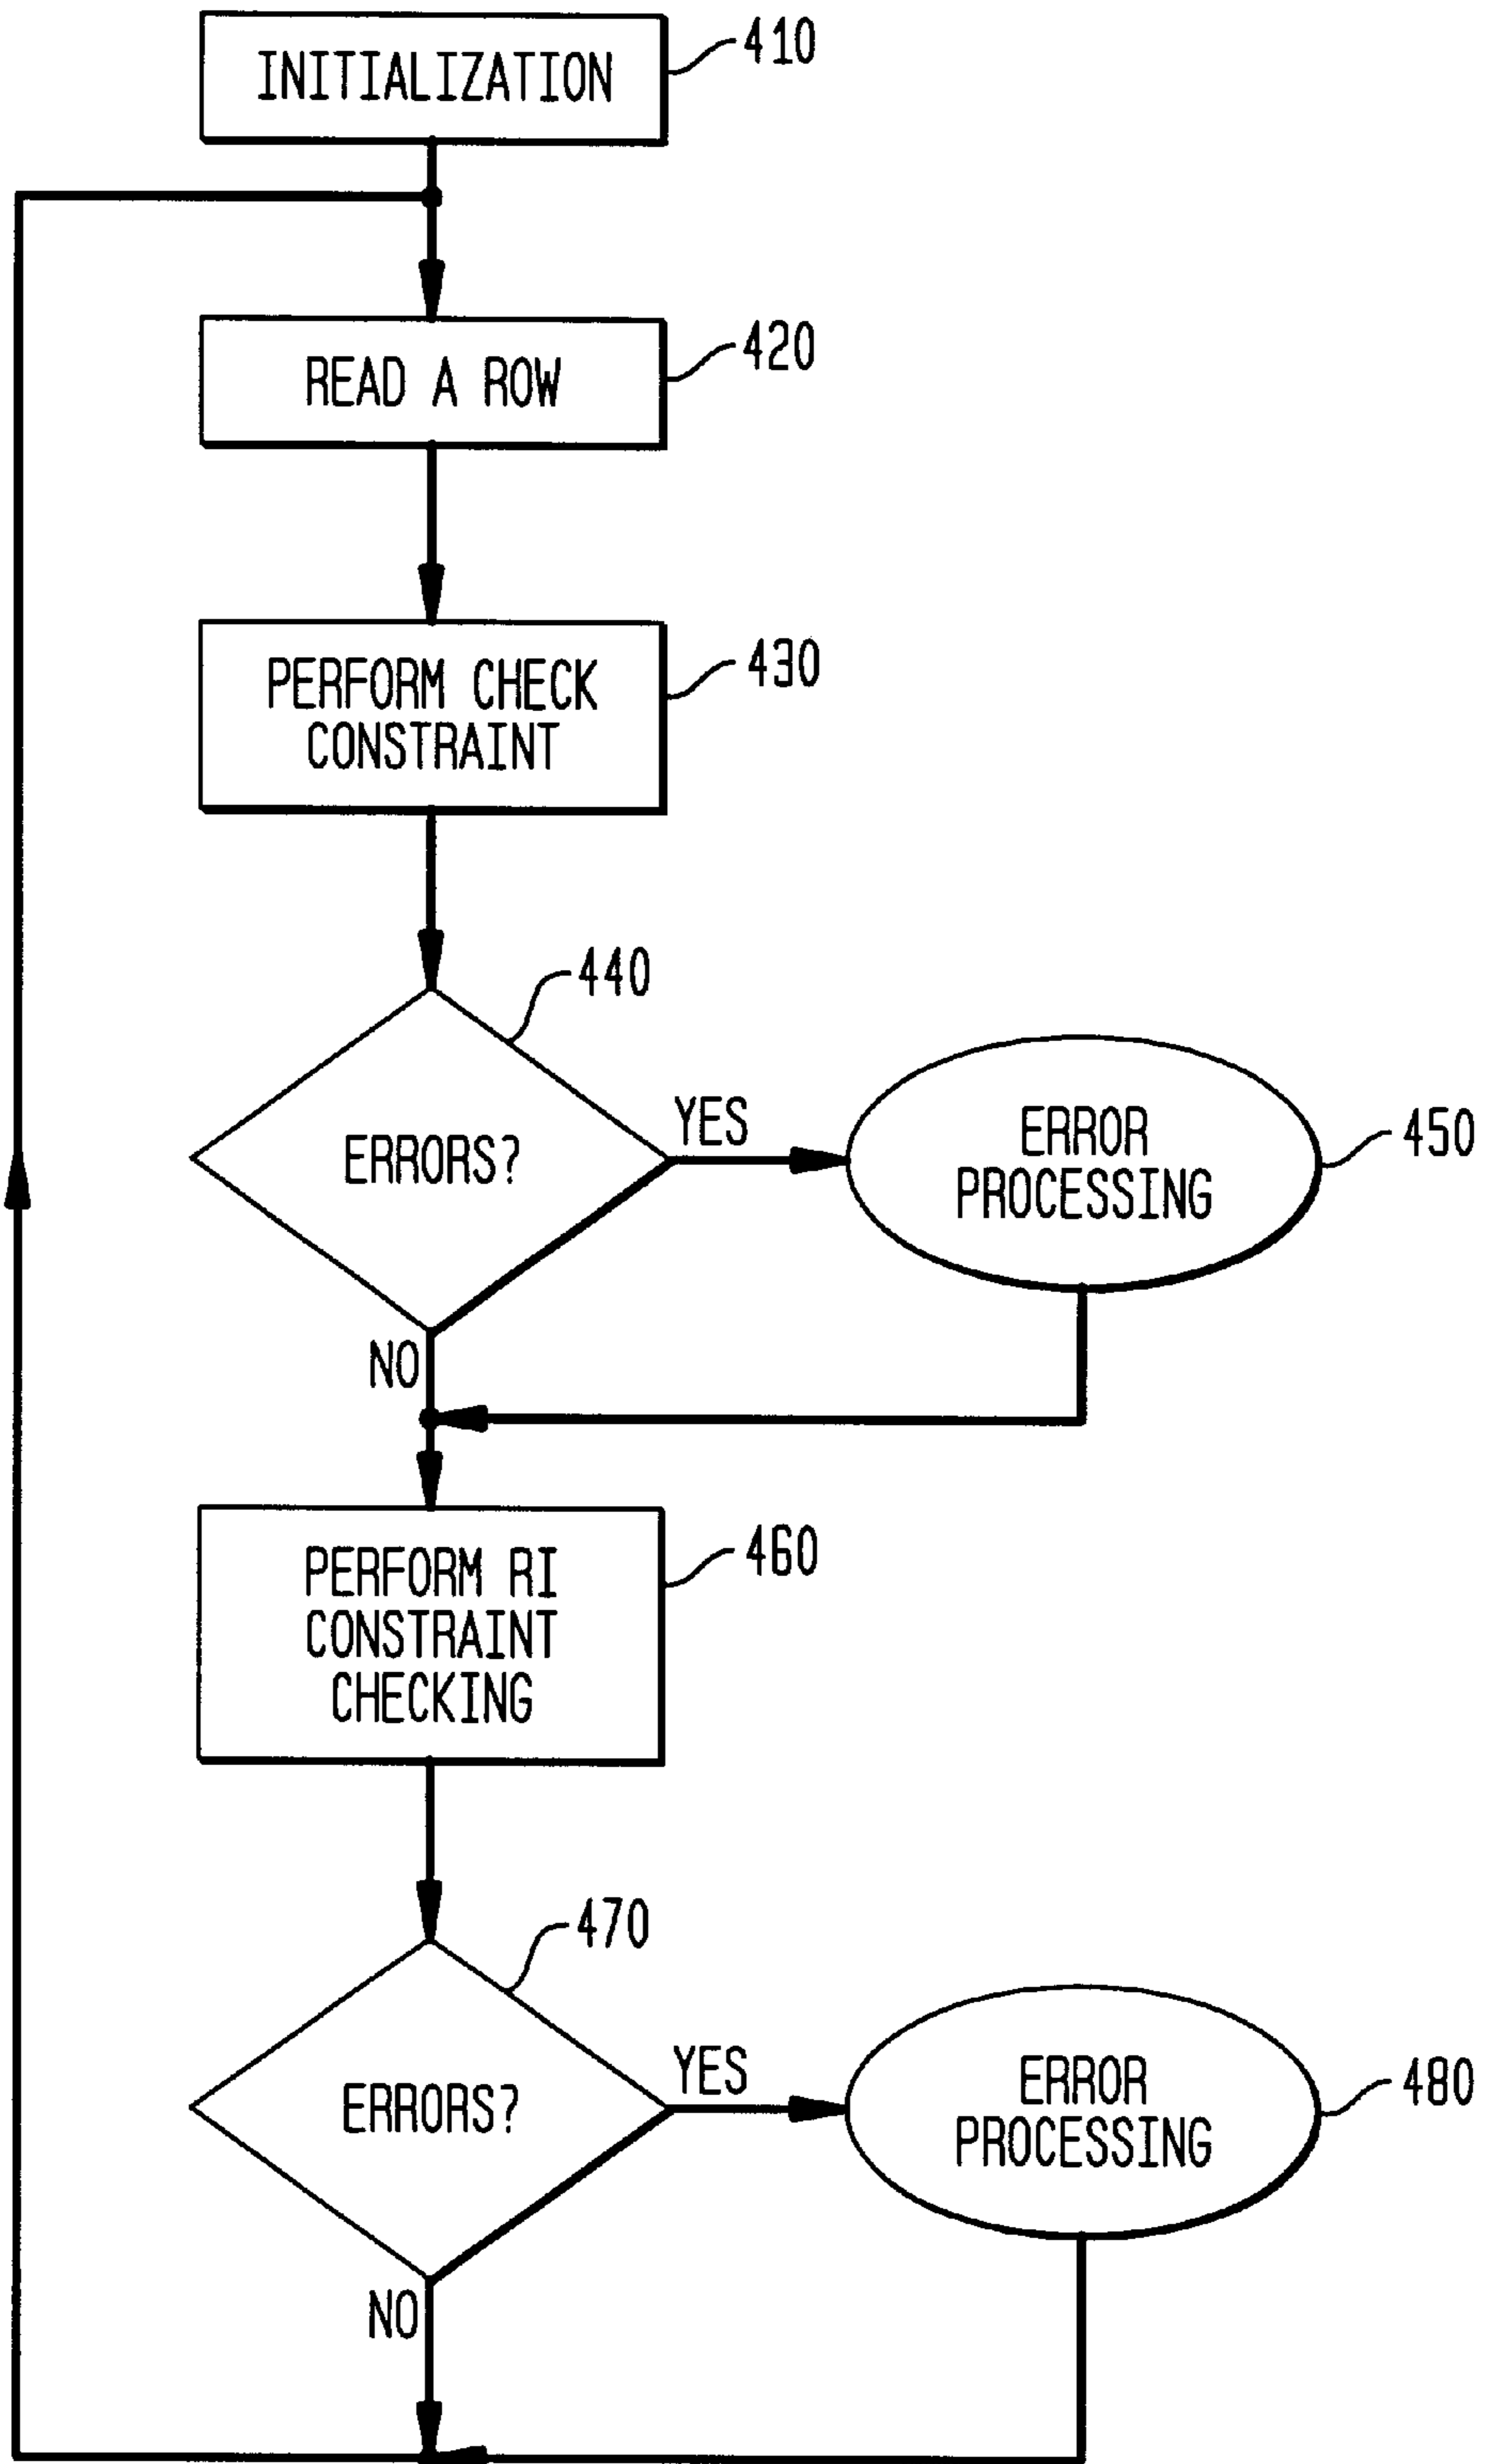 INITIALIZATION
410
READ A ROW
420
PERFORM CHECK
CONSTRAINT
430
440
ERRORS?
YES
ERROR
PROCESSING
450
NO
PERFORM RI
CONSTRAINT
CHECKING
460
470
ERRORS?
YES
ERROR
PROCESSING
480
NO